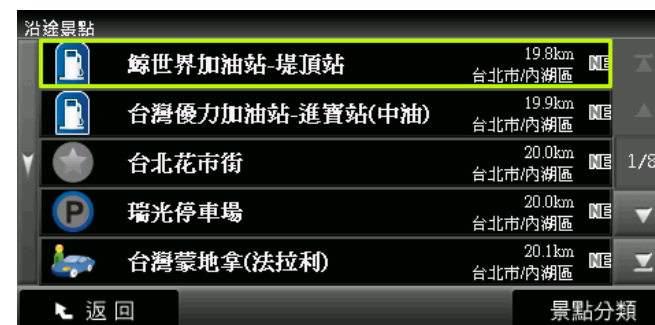 沿途景點
鯨世界加油站-堤頂站
19.8km
台北市/內湖區
NE
台灣優力加油站-進寶站(中油)
19.9km
台北市/內湖區
NE
台北花市街
20.0km
台北市/內湖區
NE
1/8
P
瑞光停車場
20.0km
台北市/內湖區
NE
台灣蒙地拿(法拉利)
20.1km
台北市/內湖區
NE
返回
景點分類